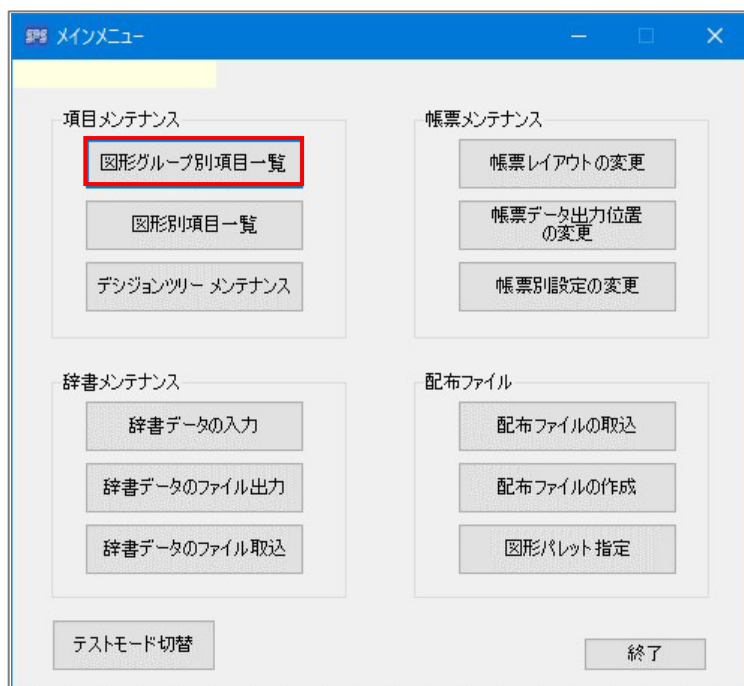 SPS メインメニュー
項目メンテナンス
図形グループ別項目一覧
図形別項目一覧
デシジョンツリー メンテナンス
帳票メンテナンス
帳票レイアウトの変更
帳票データ出力位置
の変更
帳票別設定の変更
辞書メンテナンス
辞書データの入力
辞書データのファイル出力
辞書データのファイル取込
配布ファイル
配布ファイルの取込
配布ファイルの作成
図形パレット指定
テストモード切替
終了